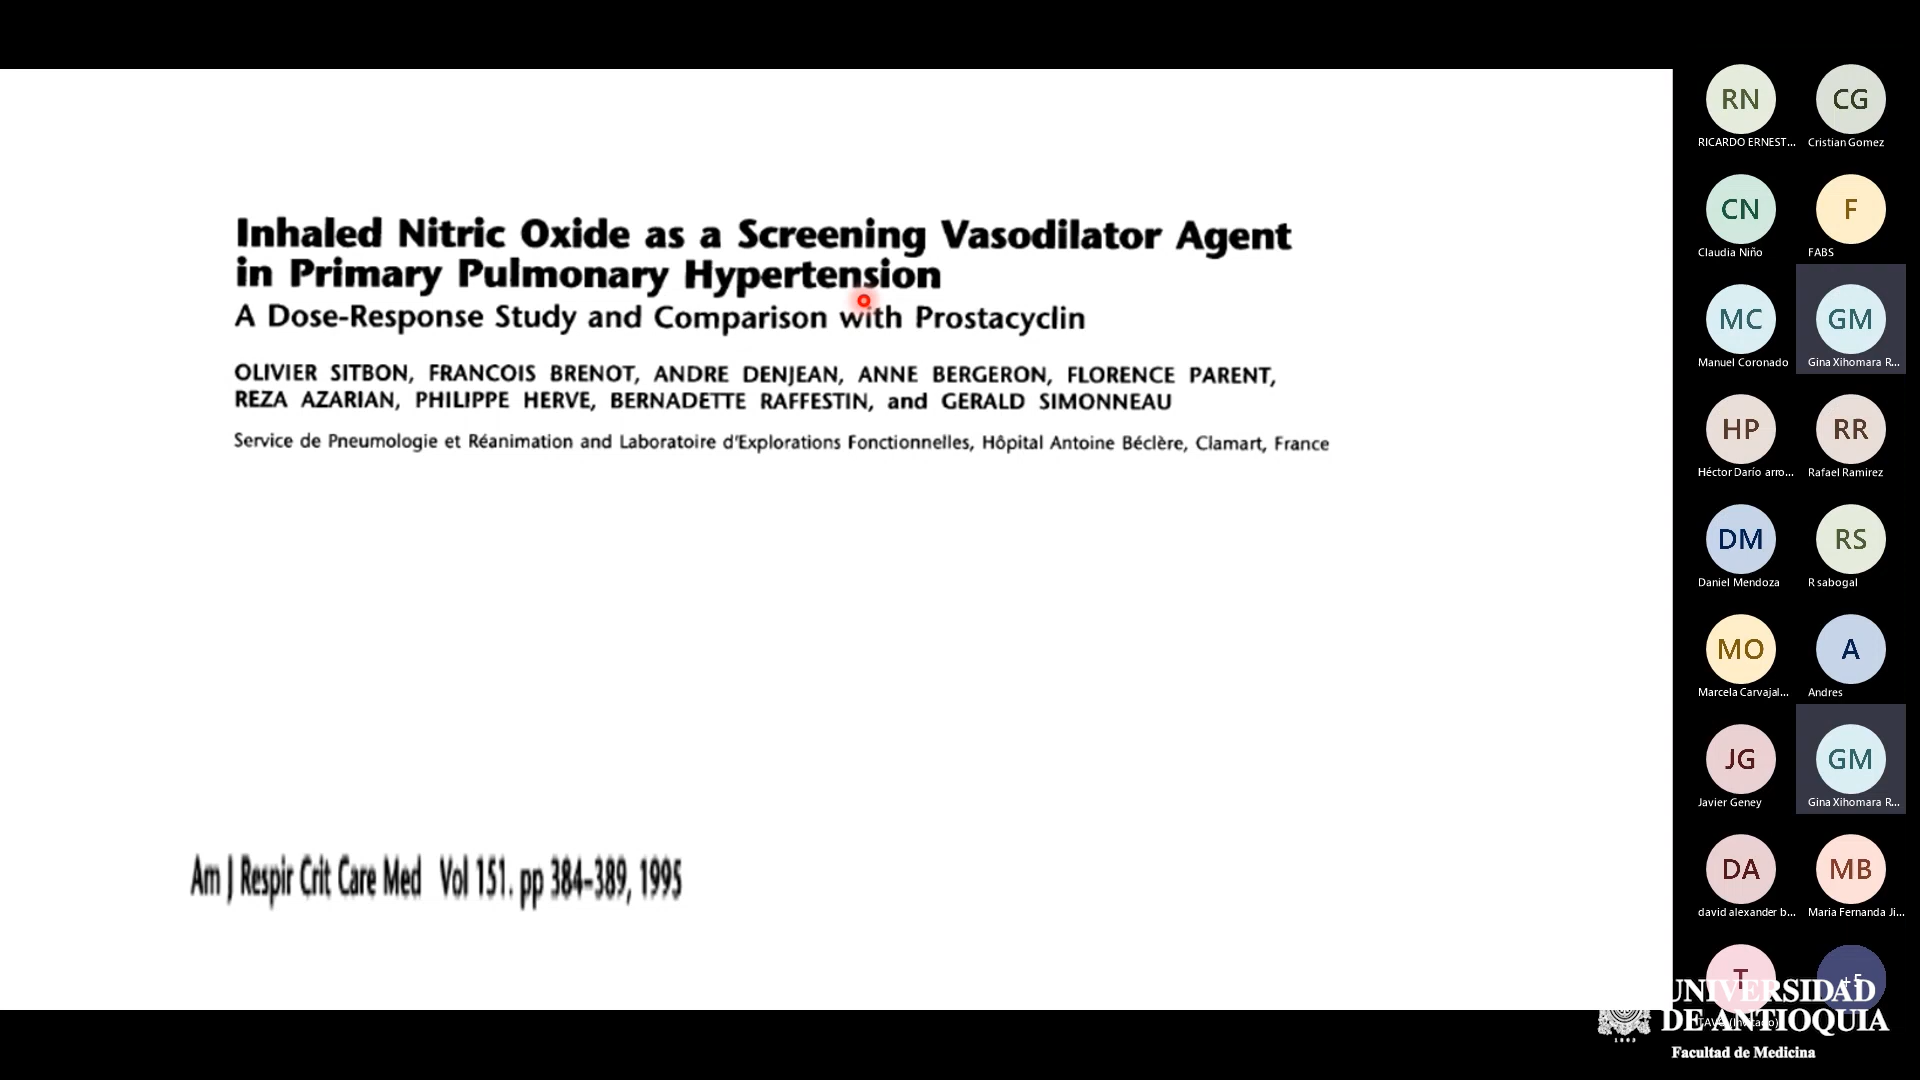 Inhaled Nitric Oxide as a Screening Vasodilator Agent
in Primary Pulmonary Hypertension
A Dose-Response Study and Comparison with Prostacyclin
OLIVIER SITBON, FRANCOIS BRENOT, ANDRE DENJEAN, ANNE BERGERON, FLORENCE PARENT,
REZA AZARIAN, PHILIPPE HERVE, BERNADETTE RAFFESTIN, and GERALD SIMONNEAU
Service de Pneumologie et Réanimation and Laboratoire d'Explorations Fonctionnelles, Hôpital Antoine Béclère, Clamart, France
Am J Respir Crit Care Med Vol 151. pp 384–389, 1995
RN
CG
RICARDO ERNEST...
Cristian Gomez
CN
F
Claudia Niño
FABS
MC
GM
Manuel Coronado
Gina Xihomara R...
HP
RR
Héctor Darío arro...
Rafael Ramirez
DM
RS
Daniel Mendoza
R sabogal
MO
A
Marcela Carvajal...
Andres
JG
GM
Javier Geney
Gina Xihomara R...
DA
MB
david alexander b...
Maria Fernanda Ji...
T
+5
UNIVERSIDAD
DE ANTIOQUIA
1803
Facultad de Medicina